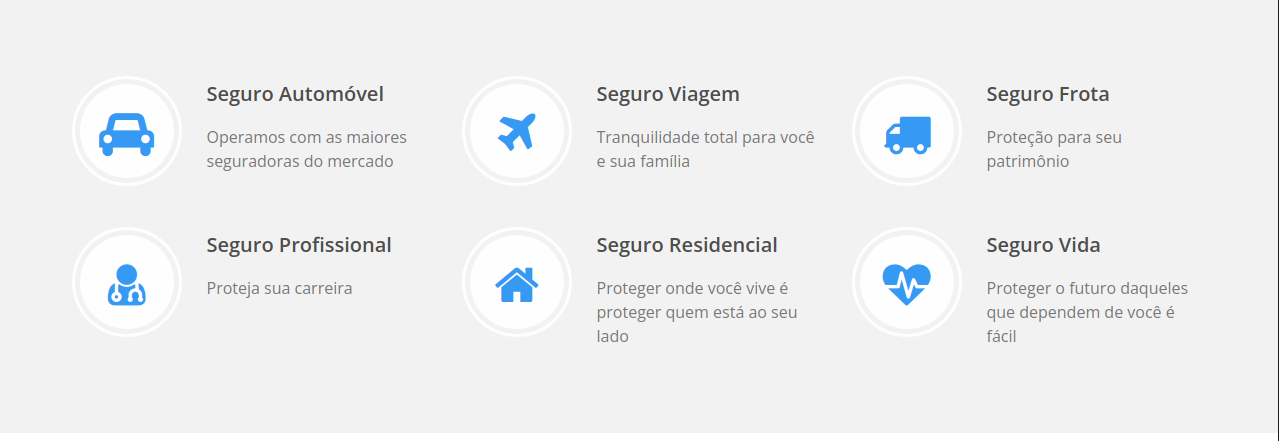 Seguro Automóvel
Operamos com as maiores
seguradoras do mercado
Seguro Viagem
Tranquilidade total para você
e sua família
Seguro Frota
Proteção para seu
patrimônio
Seguro Profissional
Proteja sua carreira
Seguro Residencial
Proteger onde você vive é
proteger quem está ao seu
lado
Seguro Vida
Proteger o futuro daqueles
que dependem de você é
fácil